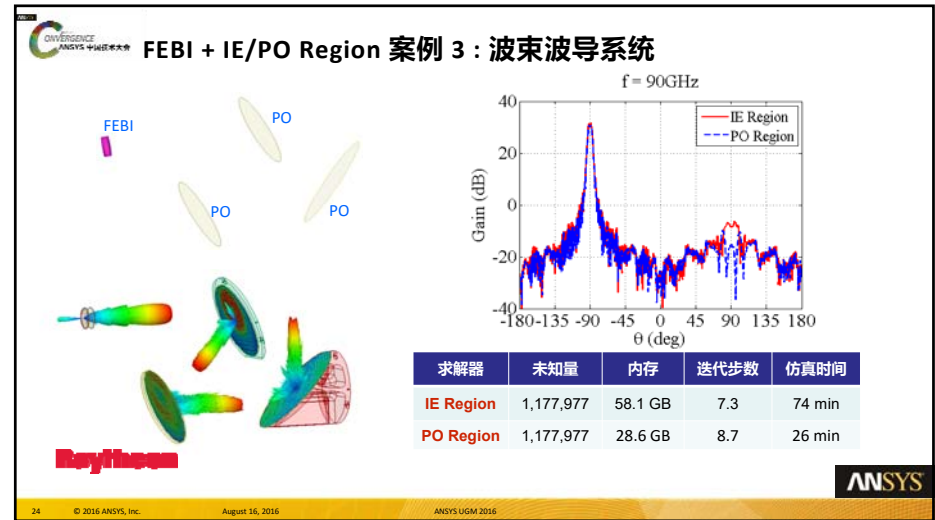 CONVERGENCE
ANSYS 中国技术大会
FEBI + IE/PO Region 案例 3 : 波束波导系统
FEBI
PO
PO
PO
f = 90GHz
IE Region
PO Region
Gain (dB)
40
20
0
-20
-40
-180 -135 -90 -45 0 45 90 135 180
θ (deg)
求解器 未知量 内存 迭代步数 仿真时间
IE Region 1,177,977 58.1 GB 7.3 74 min
PO Region 1,177,977 28.6 GB 8.7 26 min
Raytheon
ANSYS
24 © 2016 ANSYS, Inc. August 16, 2016 ANSYS UGM 2016